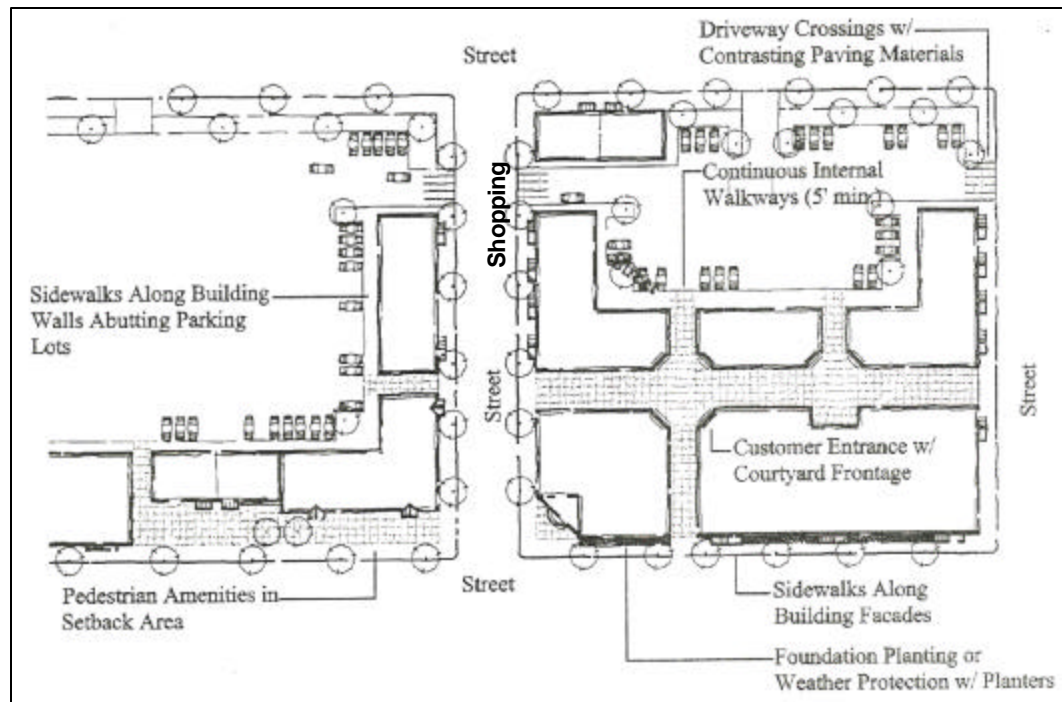 Street
Driveway Crossings w/
Contrasting Paving Materials
Shopping
Continuous Internal
Walkways (5' min.)
Sidewalks Along Building
Walls Abutting Parking
Lots
Street
Street
Customer Entrance w/
Courtyard Frontage
Street
Pedestrian Amenities in
Setback Area
Sidewalks Along
Building Facades
Foundation Planting or
Weather Protection w/ Planters